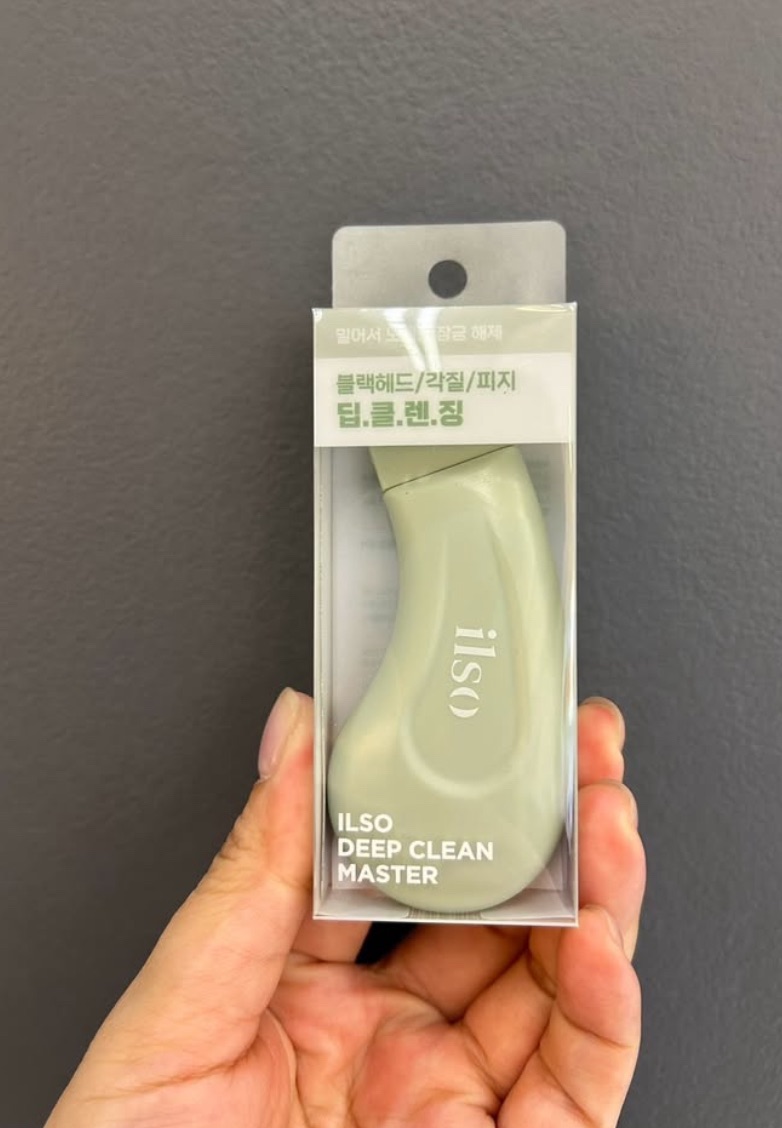 밀어서 잠금 해제
블랙헤드/각질/피지
딥.클.렌.징
ilso
ILSO
DEEP CLEAN
MASTER